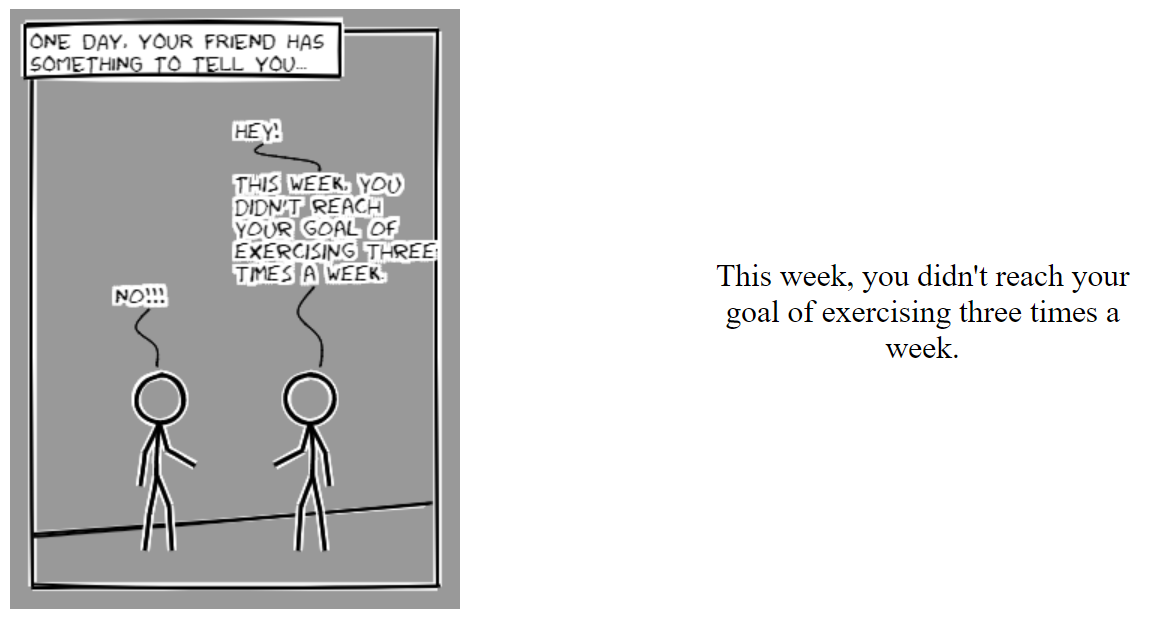 ONE DAY, YOUR FRIEND HAS
SOMETHING TO TELL YOU...
HEY!
THIS WEEK, YOU
DIDN'T REACH
YOUR GOAL OF
EXERCISING THREE
TIMES A WEEK.
NO!!!
This week, you didn't reach your
goal of exercising three times a
week.